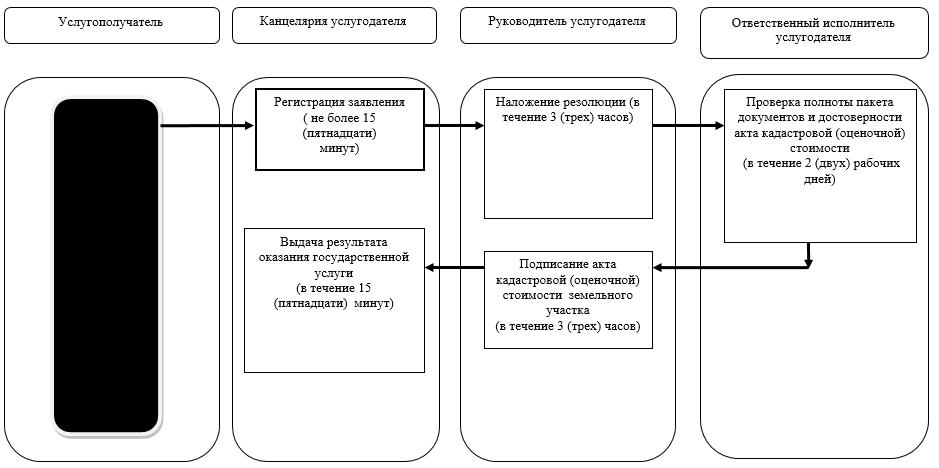 Услугополучатель
Канцелярия услугодателя
Руководитель услугодателя
Ответственный исполнитель
услугодателя
Регистрация заявления
( не более 15
(пятнадцати)
минут)
Наложение резолюции (в
течение 3 (трех) часов)
Проверка полноты пакета
документов и достоверности
акта кадастровой (оценочной)
стоимости
(в течение 2 (двух) рабочих
дней)
Выдача результата
оказания государственной
услуги
(в течение 15
(пятнадцати) минут)
Подписание акта
кадастровой (оценочной)
стоимости земельного
участка
(в течение 3 (трех) часов)